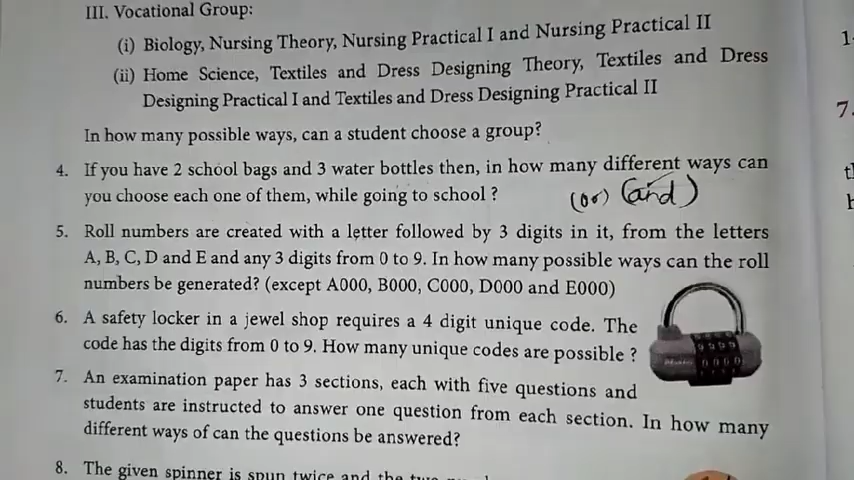 III. Vocational Group:
(i) Biology, Nursing Theory, Nursing Practical I and Nursing Practical II
(ii) Home Science, Textiles and Dress Designing Theory, Textiles and Dress
Designing Practical I and Textiles and Dress Designing Practical II
In how many possible ways, can a student choose a group?
4. If you have 2 school bags and 3 water bottles then, in how many different ways can
you choose each one of them, while going to school ?
(or) (and)
5. Roll numbers are created with a letter followed by 3 digits in it, from the letters
A, B, C, D and E and any 3 digits from 0 to 9. In how many possible ways can the roll
numbers be generated? (except A000, B000, C000, D000 and E000)
6. A safety locker in a jewel shop requires a 4 digit unique code. The
code has the digits from 0 to 9. How many unique codes are possible ?
7. An examination paper has 3 sections, each with five questions and
students are instructed to answer one question from each section. In how many
different ways of can the questions be answered?
8. The given spinner is spun twice and the two
7.